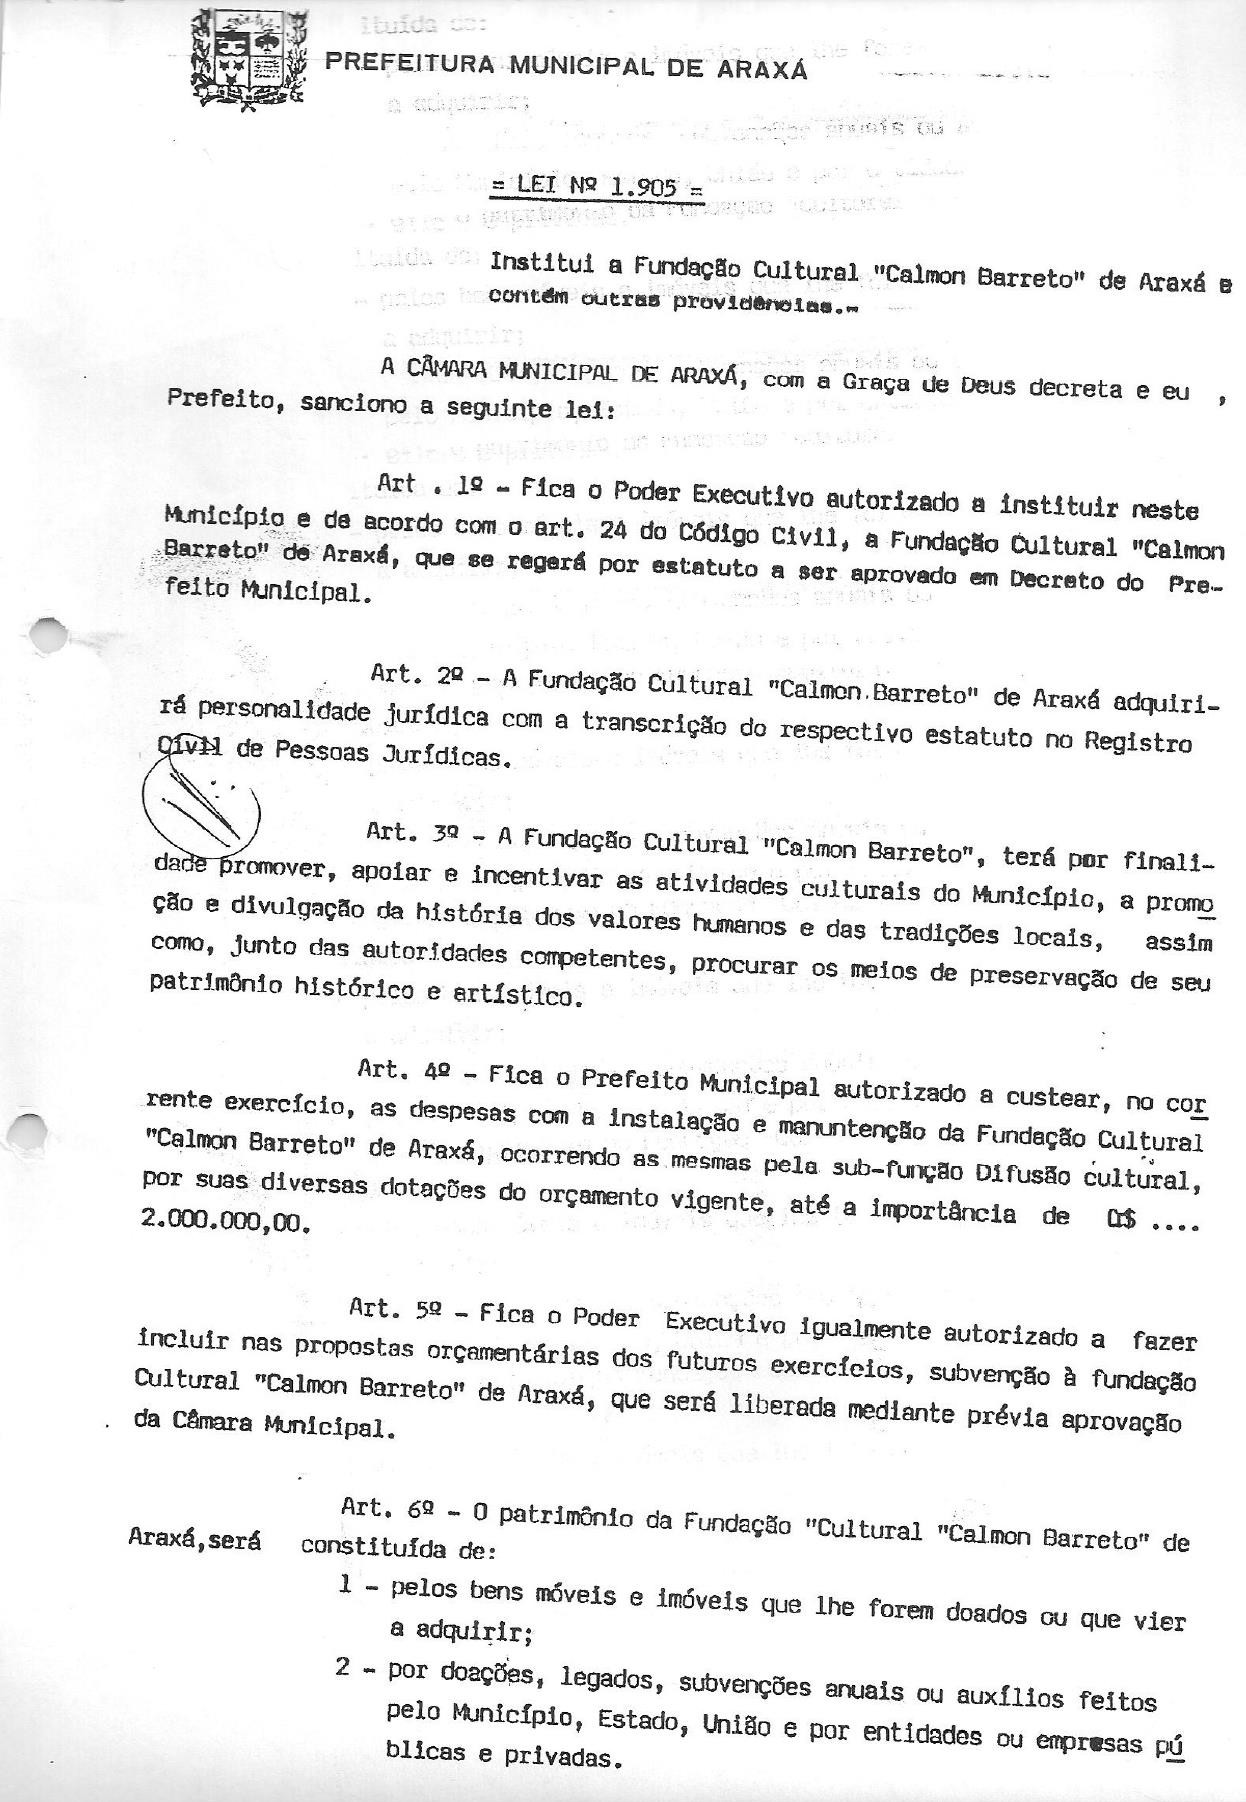 PREFEITURA MUNICIPAL DE ARAXÁ
= LEI Nº 1.905 =
Institui a Fundação Cultural "Calmon Barreto" de Araxá e
contém outras providências.-
A CÂMARA MUNICIPAL DE ARAXÁ, com a Graça de Deus decreta e eu ,
Prefeito, sanciono a seguinte lei:
Art . 1º - Fica o Poder Executivo autorizado a instituir neste
Município e de acordo com o art. 24 do Código Civil, a Fundação Cultural "Calmon
Barreto" de Araxá, que se regerá por estatuto a ser aprovado em Decreto do Pre-
feito Municipal.
Art. 2º - A Fundação Cultural "Calmon Barreto" de Araxá adquiri-
rá personalidade jurídica com a transcrição do respectivo estatuto no Registro
Civil de Pessoas Jurídicas.
Art. 3º - A Fundação Cultural "Calmon Barreto", terá por finali-
dade promover, apoiar e incentivar as atividades culturais do Município, a promo
ção e divulgação da história dos valores humanos e das tradições locais, assim
como, junto das autoridades competentes, procurar os meios de preservação de seu
patrimônio histórico e artístico.
Art. 4º - Fica o Prefeito Municipal autorizado a custear, no cor
rente exercício, as despesas com a instalação e manuntenção da Fundação Cultural
"Calmon Barreto" de Araxá, ocorrendo as mesmas pela sub-função Difusão cultural,
por suas diversas dotações do orçamento vigente, até a importância de Cr$ ....
2.000.000,00.
Art. 5º - Fica o Poder Executivo igualmente autorizado a fazer
incluir nas propostas orçamentárias dos futuros exercícios, subvenção à fundação
Cultural "Calmon Barreto" de Araxá, que será liberada mediante prévia aprovação
da Câmara Municipal.
Art. 6º - O patrimônio da Fundação "Cultural "Calmon Barreto" de
Araxá,será constituída de:
1 - pelos bens móveis e imóveis que lhe forem doados ou que vier
a adquirir;
2 - por doações, legados, subvenções anuais ou auxílios feitos
pelo Município, Estado, União e por entidades ou empresas pú
blicas e privadas.